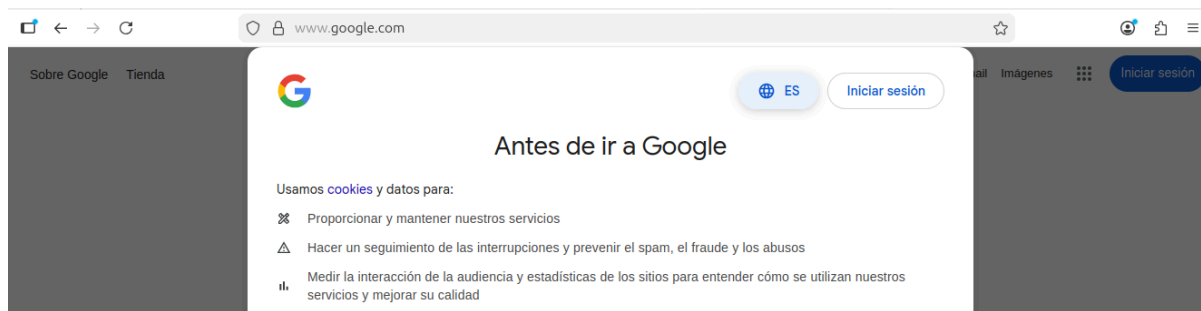 www.google.com
Sobre Google Tienda
Imágenes Iniciar sesión
ES Iniciar sesión
Antes de ir a Google
Usamos cookies y datos para:
Proporcionar y mantener nuestros servicios
Hacer un seguimiento de las interrupciones y prevenir el spam, el fraude y los abusos
Medir la interacción de la audiencia y estadísticas de los sitios para entender cómo se utilizan nuestros
servicios y mejorar su calidad